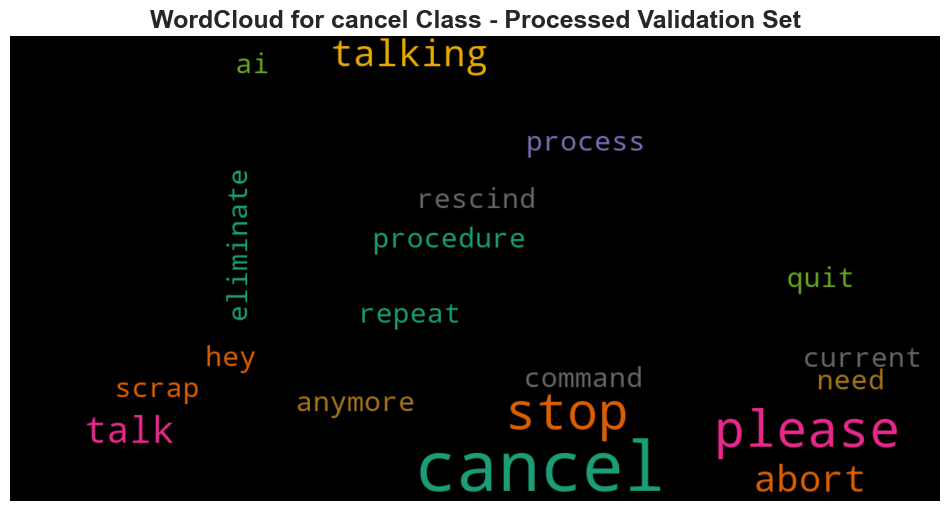 WordCloud for cancel Class - Processed Validation Set
talking
ai
process
eliminate
rescind
procedure
quit
repeat
hey
current
command
need
scrap
anymore
stop
talk
please
cancel
abort